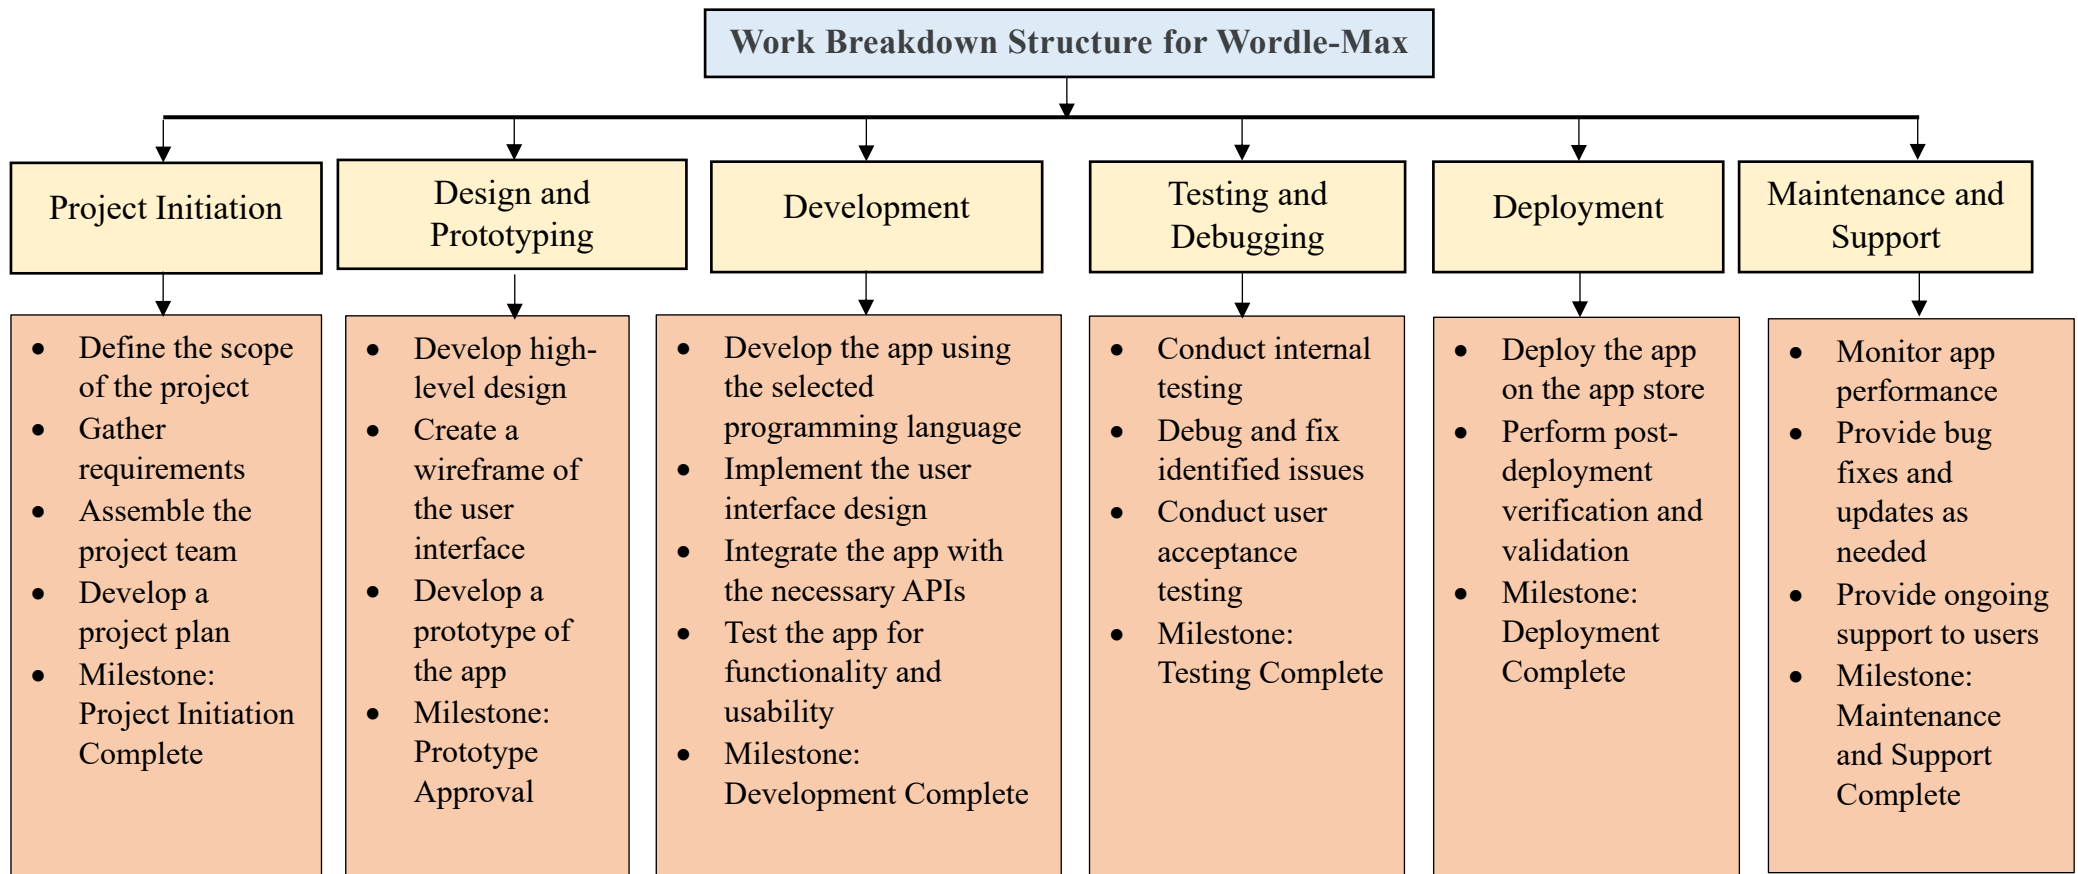 Work Breakdown Structure for Wordle-Max
Project Initiation
Design and
Prototyping
Development
Testing and
Debugging
Deployment
Maintenance and
Support
• Define the scope
of the project
• Gather
requirements
• Assemble the
project team
• Develop a
project plan
• Milestone:
Project Initiation
Complete
• Develop high-
level design
• Create a
wireframe of
the user
interface
• Develop a
prototype of
the app
• Milestone:
Prototype
Approval
• Develop the app using
the selected
programming language
• Implement the user
interface design
• Integrate the app with
the necessary APIs
• Test the app for
functionality and
usability
• Milestone:
Development Complete
• Conduct internal
testing
• Debug and fix
identified issues
• Conduct user
acceptance
testing
• Milestone:
Testing Complete
• Deploy the app
on the app store
• Perform post-
deployment
verification and
validation
• Milestone:
Deployment
Complete
• Monitor app
performance
• Provide bug
fixes and
updates as
needed
• Provide ongoing
support to users
• Milestone:
Maintenance
and Support
Complete